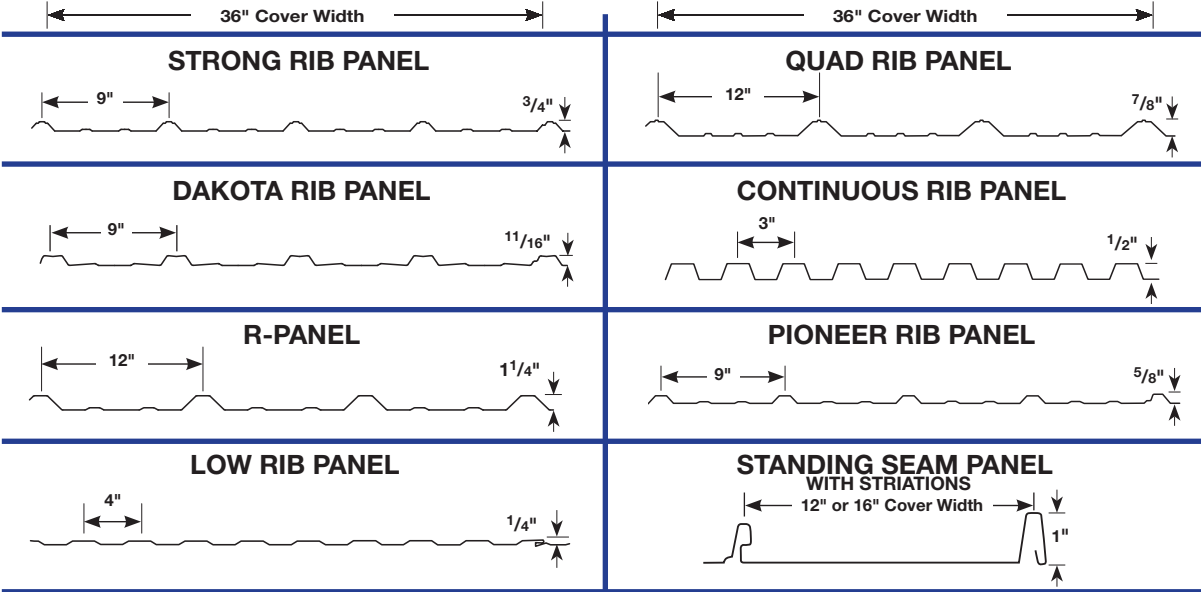 36" Cover Width
36" Cover Width
STRONG RIB PANEL
9"
3/4"
QUAD RIB PANEL
12"
7/8"
DAKOTA RIB PANEL
9"
11/16"
CONTINUOUS RIB PANEL
3"
1/2"
R-PANEL
12"
1 1/4"
PIONEER RIB PANEL
9"
5/8"
LOW RIB PANEL
4"
1/4"
STANDING SEAM PANEL
WITH STRIATIONS
12" or 16" Cover Width
1"